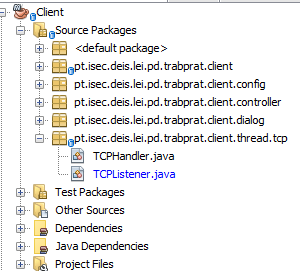 Client
Source Packages
<default package>
pt.isec.deis.lei.pd.trabprat.client
pt.isec.deis.lei.pd.trabprat.client.config
pt.isec.deis.lei.pd.trabprat.client.controller
pt.isec.deis.lei.pd.trabprat.client.dialog
pt.isec.deis.lei.pd.trabprat.client.thread.tcp
TCPHandler.java
TCPListener.java
Test Packages
Other Sources
Dependencies
Java Dependencies
Project Files